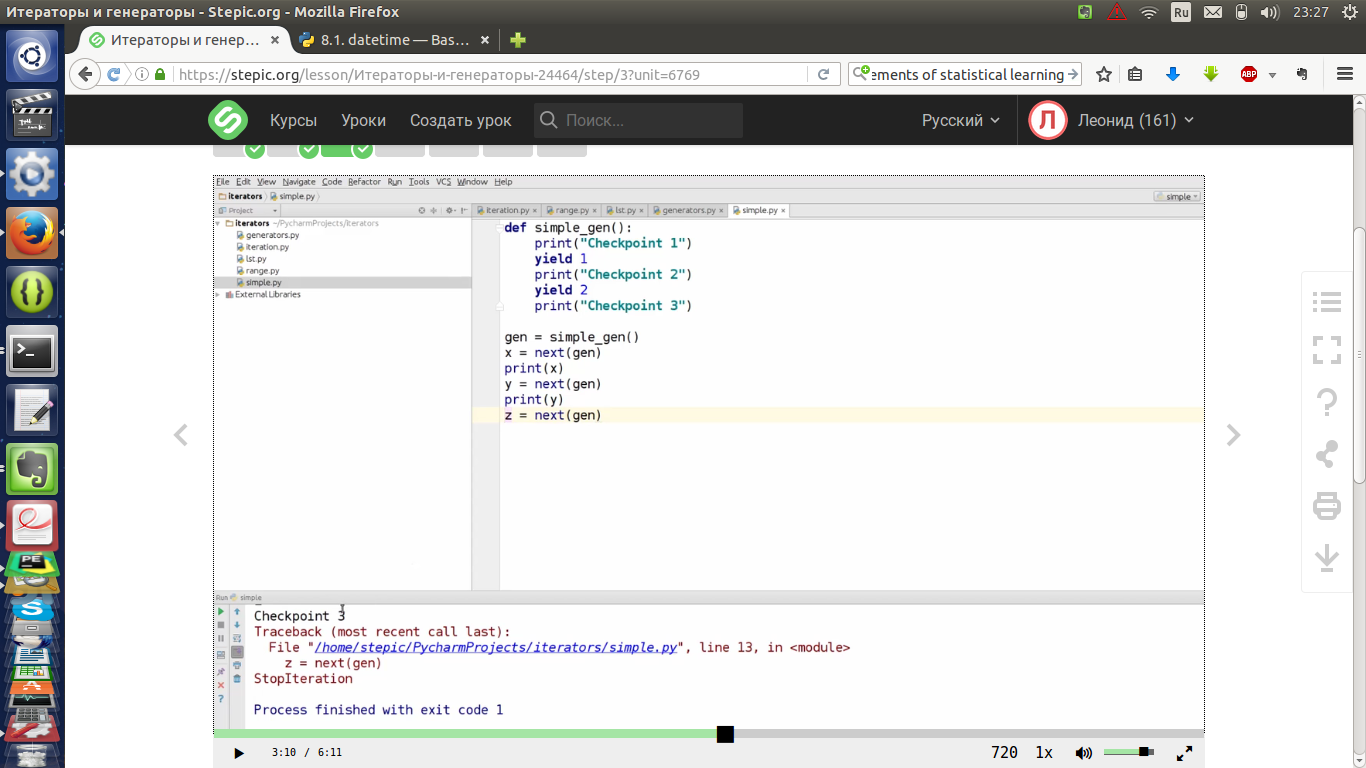 Итераторы и генераторы - Stepic.org - Mozilla Firefox
Ru
23:27
Итераторы и генер... ×
8.1. datetime — Bas... ×
https://stepic.org/lesson/Итераторы-и-генераторы-24464/step/3?unit=6769
ements of statistical learning
ABP
Курсы
Уроки
Создать урок
Поиск...
Русский
Л
Леонид (161)
File Edit View Navigate Code Refactor Run Tools VCS Window Help
iterators
simple.py
simple
Project
iteration.py ×
range.py ×
lst.py ×
generators.py ×
simple.py ×
iterators ~/PycharmProjects/iterators
generators.py
iteration.py
lst.py
range.py
simple.py
External Libraries
def simple_gen():
print("Checkpoint 1")
yield 1
print("Checkpoint 2")
yield 2
print("Checkpoint 3")
gen = simple_gen()
x = next(gen)
print(x)
y = next(gen)
print(y)
z = next(gen)
Run simple
Checkpoint 3
Traceback (most recent call last):
File "/home/stepic/PycharmProjects/iterators/simple.py", line 13, in <module>
z = next(gen)
StopIteration
Process finished with exit code 1
3:10 / 6:11
720
1x
PE